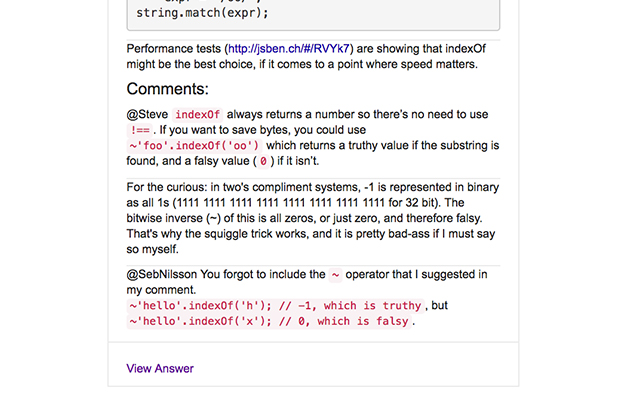 string.match(expr);
Performance tests (http://jsben.ch/#/RVYk7) are showing that indexOf
might be the best choice, if it comes to a point where speed matters.
Comments:
@Steve indexOf always returns a number so there's no need to use
!== . If you want to save bytes, you could use
~'foo'.indexOf('oo') which returns a truthy value if the substring is
found, and a falsy value ( 0 ) if it isn't.
For the curious: in two's compliment systems, -1 is represented in binary
as all 1s (1111 1111 1111 1111 1111 1111 1111 1111 for 32 bit). The
bitwise inverse (~) of this is all zeros, or just zero, and therefore falsy.
That's why the squiggle trick works, and it is pretty bad-ass if I must say
so myself.
@SebNilsson You forgot to include the ~ operator that I suggested in
my comment.
~'hello'.indexOf('h'); // -1, which is truthy , but
~'hello'.indexOf('x'); // 0, which is falsy .
View Answer